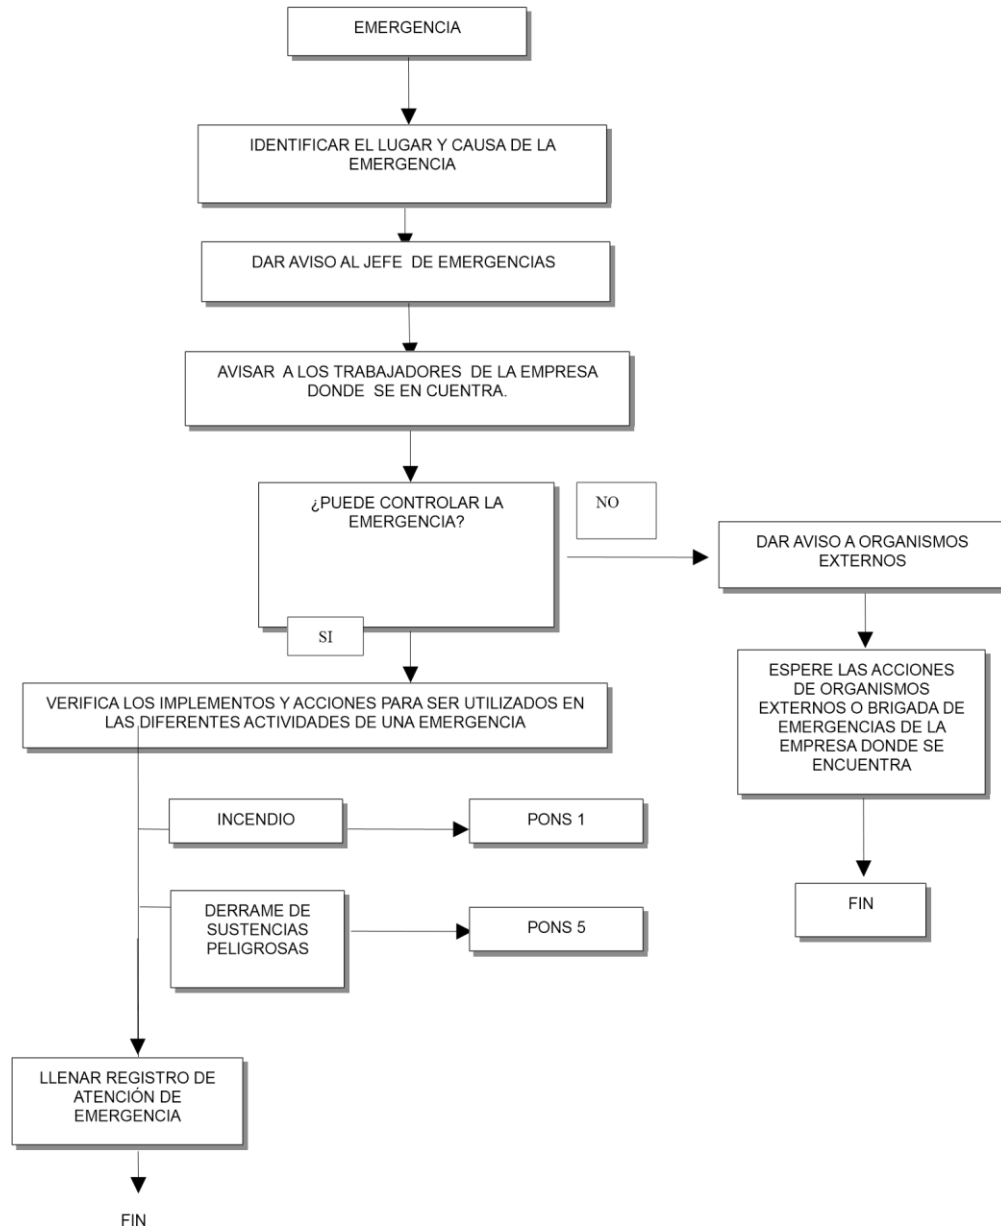 EMERGENCIA
IDENTIFICAR EL LUGAR Y CAUSA DE LA
EMERGENCIA
DAR AVISO AL JEFE DE EMERGENCIAS
AVISAR A LOS TRABAJADORES DE LA EMPRESA
DONDE SE EN CUENTRA.
¿PUEDE CONTROLAR LA
EMERGENCIA?
NO
DAR AVISO A ORGANISMOS
EXTERNOS
SI
ESPERE LAS ACCIONES
DE ORGANISMOS
EXTERNOS O BRIGADA DE
EMERGENCIAS DE LA
EMPRESA DONDE SE
ENCUENTRA
VERIFICA LOS IMPLEMENTOS Y ACCIONES PARA SER UTILIZADOS EN
LAS DIFERENTES ACTIVIDADES DE UNA EMERGENCIA
INCENDIO
PONS 1
DERRAME DE
SUSTENCIAS
PELIGROSAS
PONS 5
FIN
LLENAR REGISTRO DE
ATENCIÓN DE
EMERGENCIA
FIN